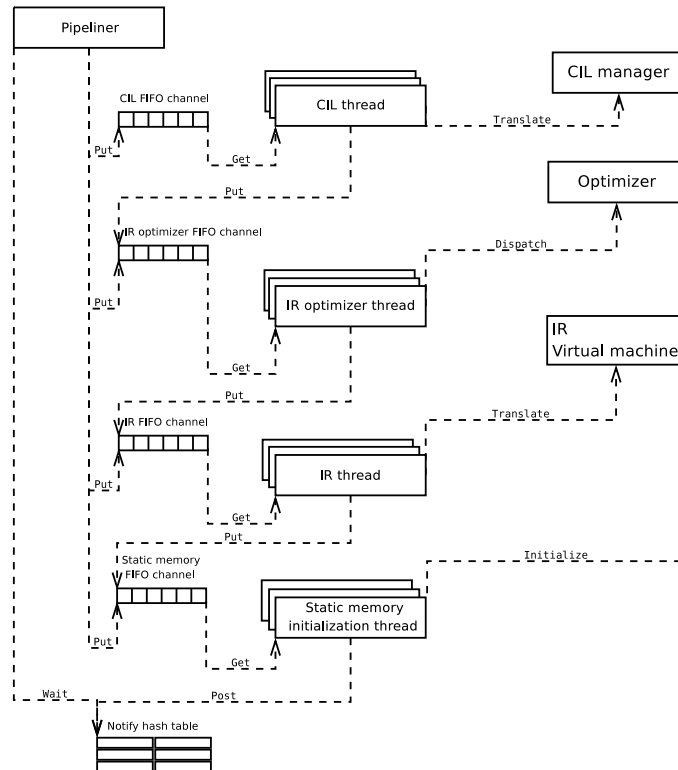 Pipeliner
CIL FIFO channel
CIL thread
CIL manager
Translate
Put
Get
Put
Optimizer
IR optimizer FIFO channel
Dispatch
IR optimizer thread
Put
IR
Virtual machine
Get
Put
IR FIFO channel
Translate
IR thread
Put
Get
Put
Static memory
FIFO channel
Initialize
Static memory
initialization thread
Put
Get
Wait
Post
Notify hash table